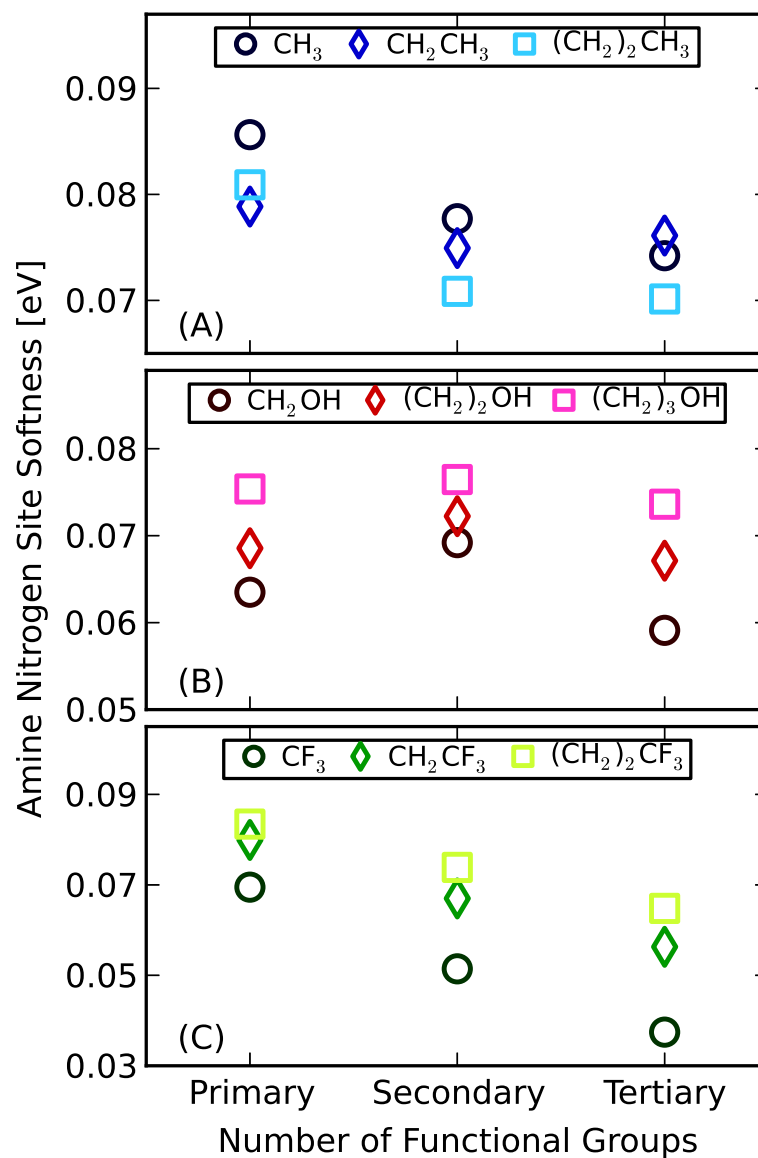 CH₃ CH₂CH₃ (CH₂)₂CH₃
0.09
0.08
0.07
(A)
CH₂OH (CH₂)₂OH (CH₂)₃OH
0.08
0.07
0.06
0.05
(B)
CF₃ CH₂CF₃ (CH₂)₂CF₃
0.09
0.07
0.05
0.03
(C)
Primary Secondary Tertiary
Number of Functional Groups
Amine Nitrogen Site Softness [eV]